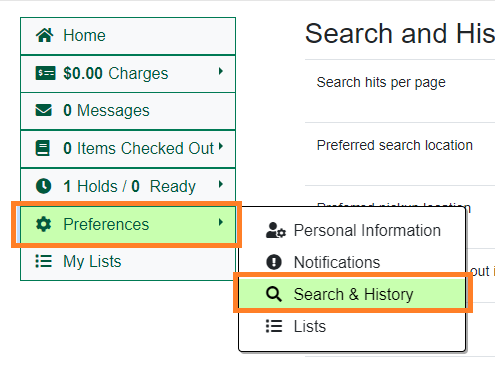 Home
$0.00 Charges
0 Messages
0 Items Checked Out
1 Holds / 0 Ready
Preferences
My Lists
Personal Information
Notifications
Search & History
Lists
Search and His
Search hits per page
Preferred search location
Preferred pickup location
out i